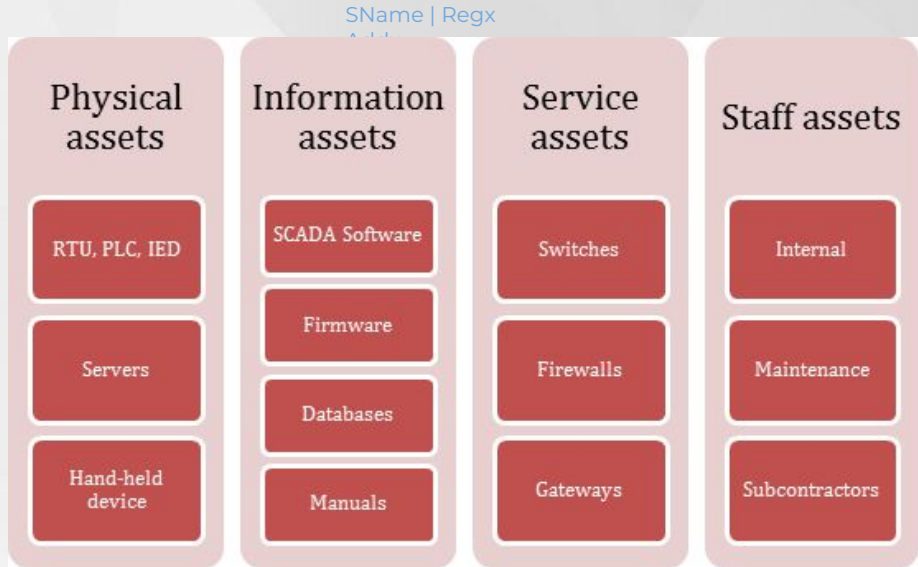 SName | Regx
Physical
assets
RTU, PLC, IED
Servers
Hand-held
device
Information
assets
SCADA Software
Firmware
Databases
Manuals
Service
assets
Switches
Firewalls
Gateways
Staff assets
Internal
Maintenance
Subcontractors